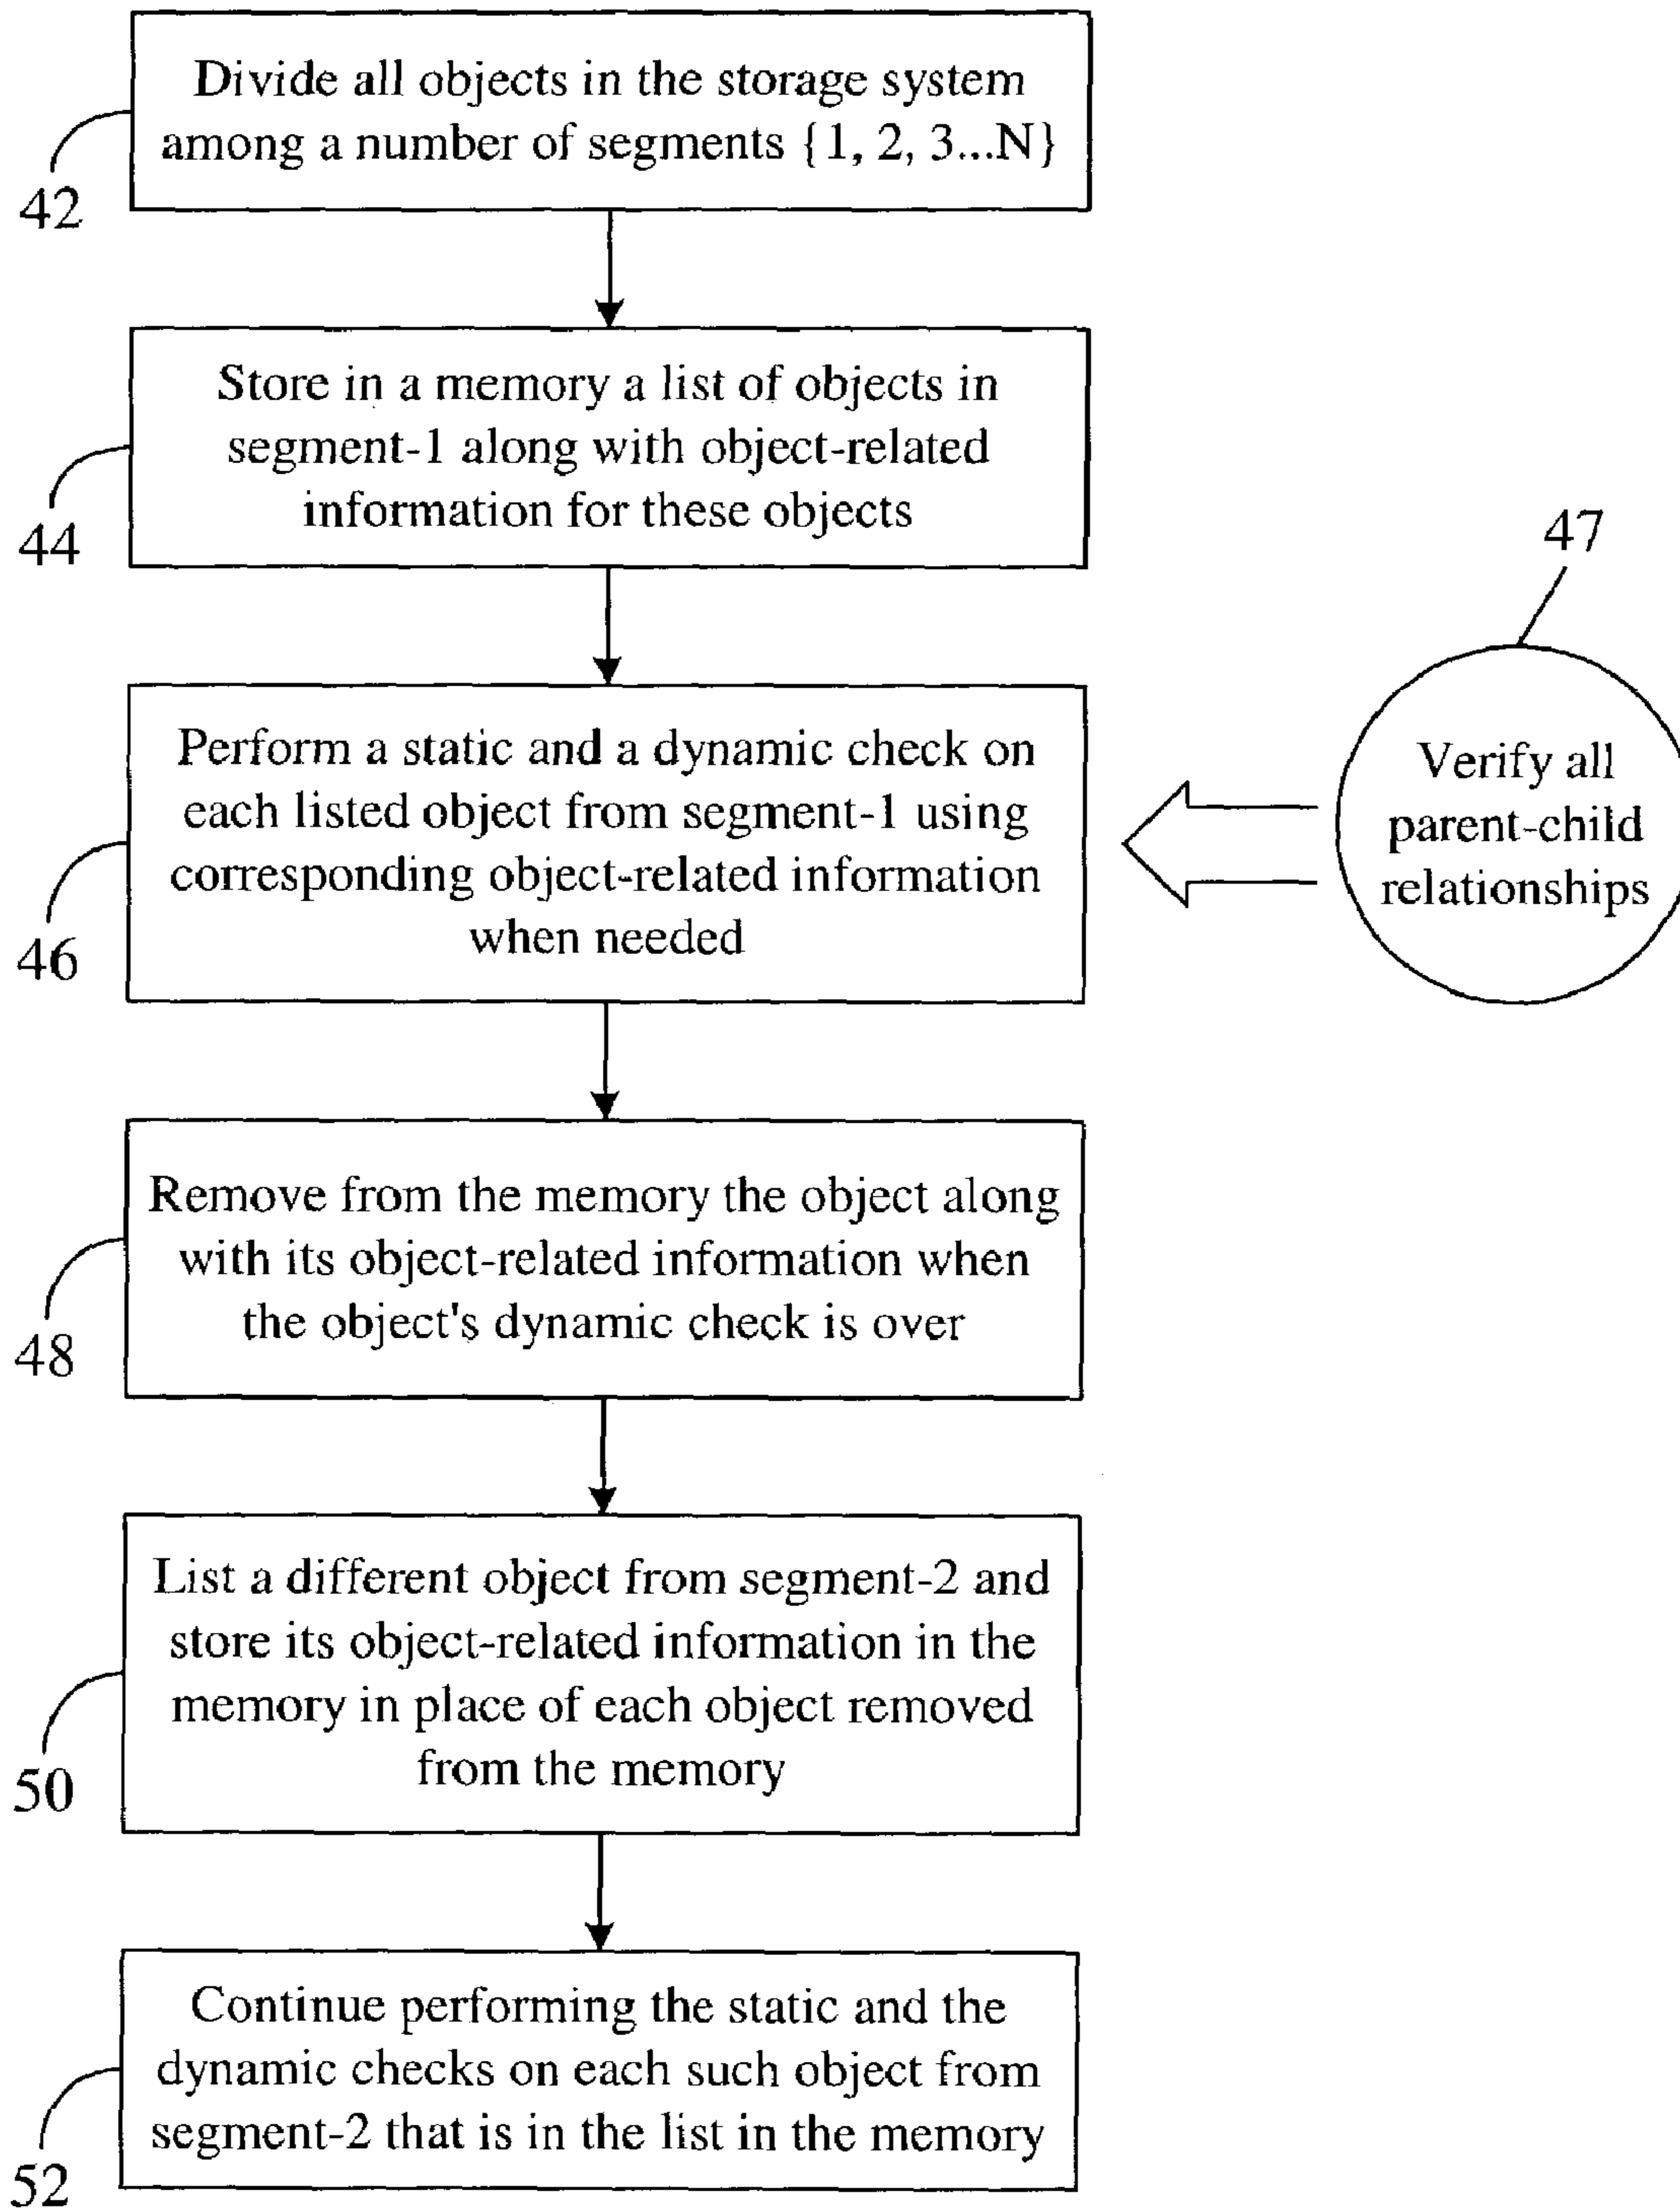 Divide all objects in the storage system
among a number of segments {1, 2, 3...N}
42
Store in a memory a list of objects in
segment-1 along with object-related
information for these objects
44
47
Perform a static and a dynamic check on
each listed object from segment-1 using
corresponding object-related information
when needed
46
Verify all
parent-child
relationships
Remove from the memory the object along
with its object-related information when
the object's dynamic check is over
48
List a different object from segment-2 and
store its object-related information in the
memory in place of each object removed
from the memory
50
Continue performing the static and the
dynamic checks on each such object from
segment-2 that is in the list in the memory
52